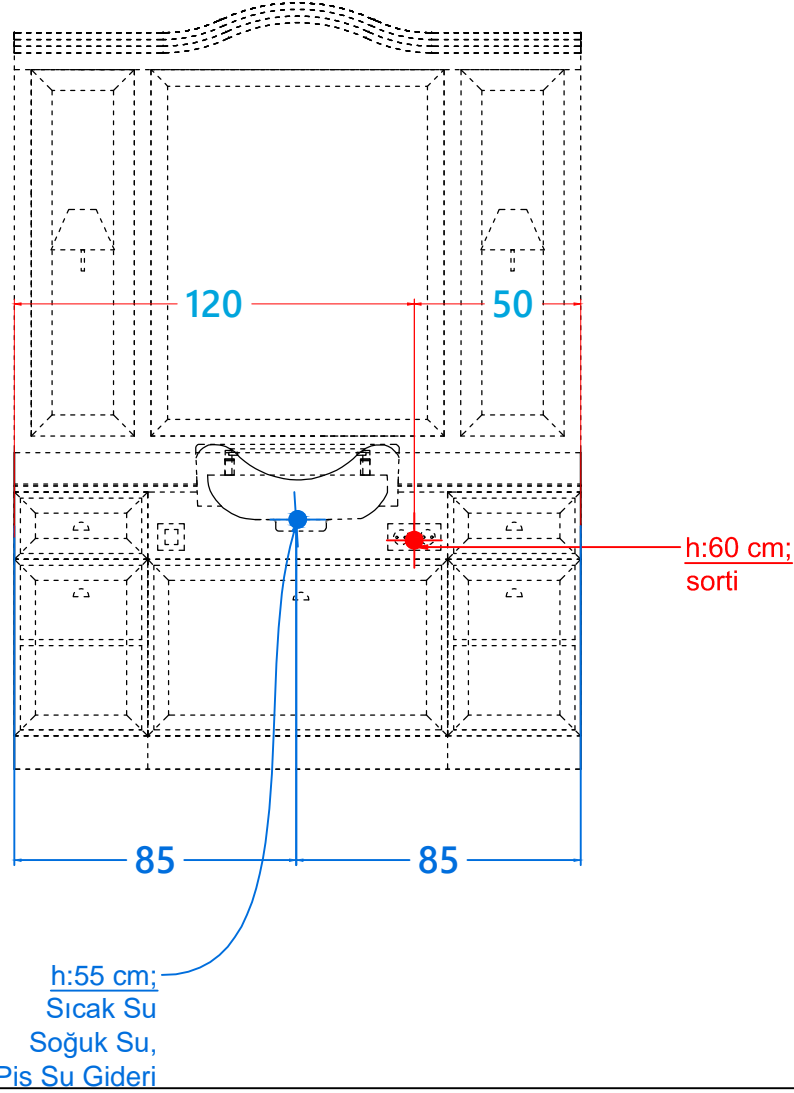 120
50
h:60 cm;
sorti
85
85
h:55 cm;
Sıcak Su
Soğuk Su,
Pis Su Gideri